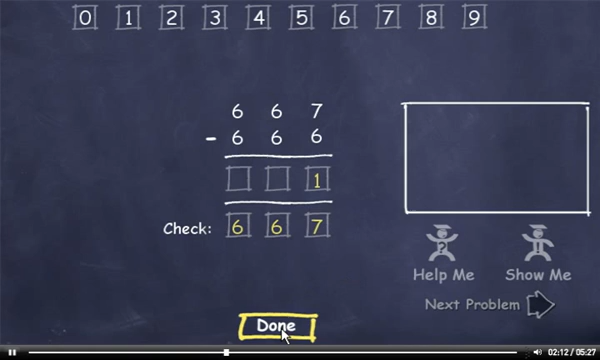 0 1 2 3 4 5 6 7 8 9
6 6 7
- 6 6 6
1
Check: 6 6 7
?
!
Help Me Show Me
Next Problem
Done
02:12 / 05:27